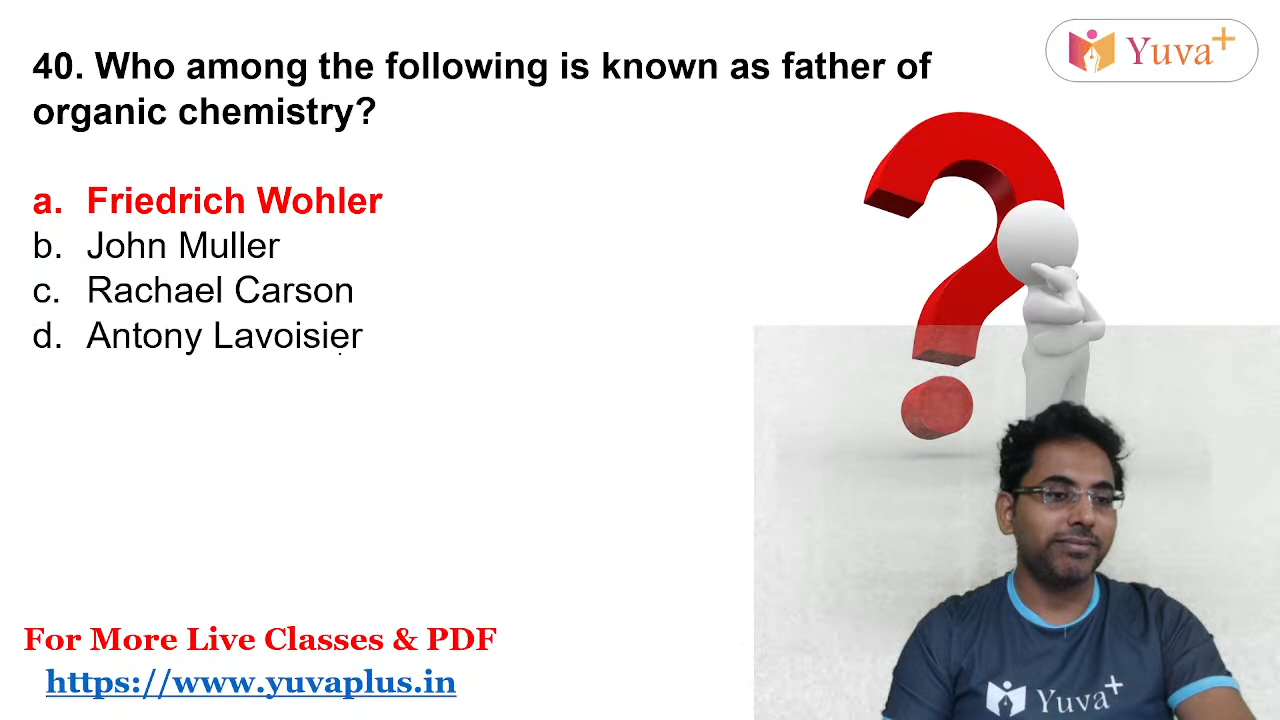 40. Who among the following is known as father of
organic chemistry?
Yuva+
a. Friedrich Wohler
b. John Muller
c. Rachael Carson
d. Antony Lavoisier
For More Live Classes & PDF
https://www.yuvaplus.in
Yuva+